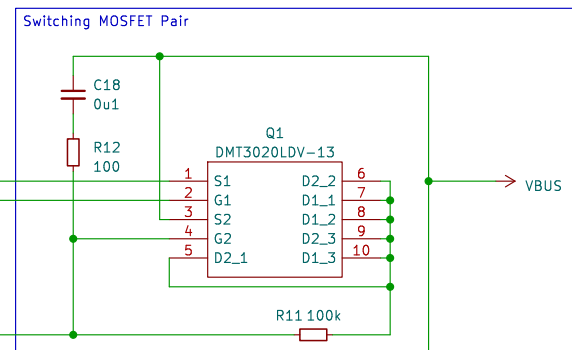 Switching MOSFET Pair
C18
0u1
R12
100
Q1
DMT3020LDV-13
1 S1 D2_2 6
2 G1 D1_1 7
3 S2 D1_2 8
4 G2 D2_3 9
5 D2_1 D1_3 10
VBUS
R11 100k